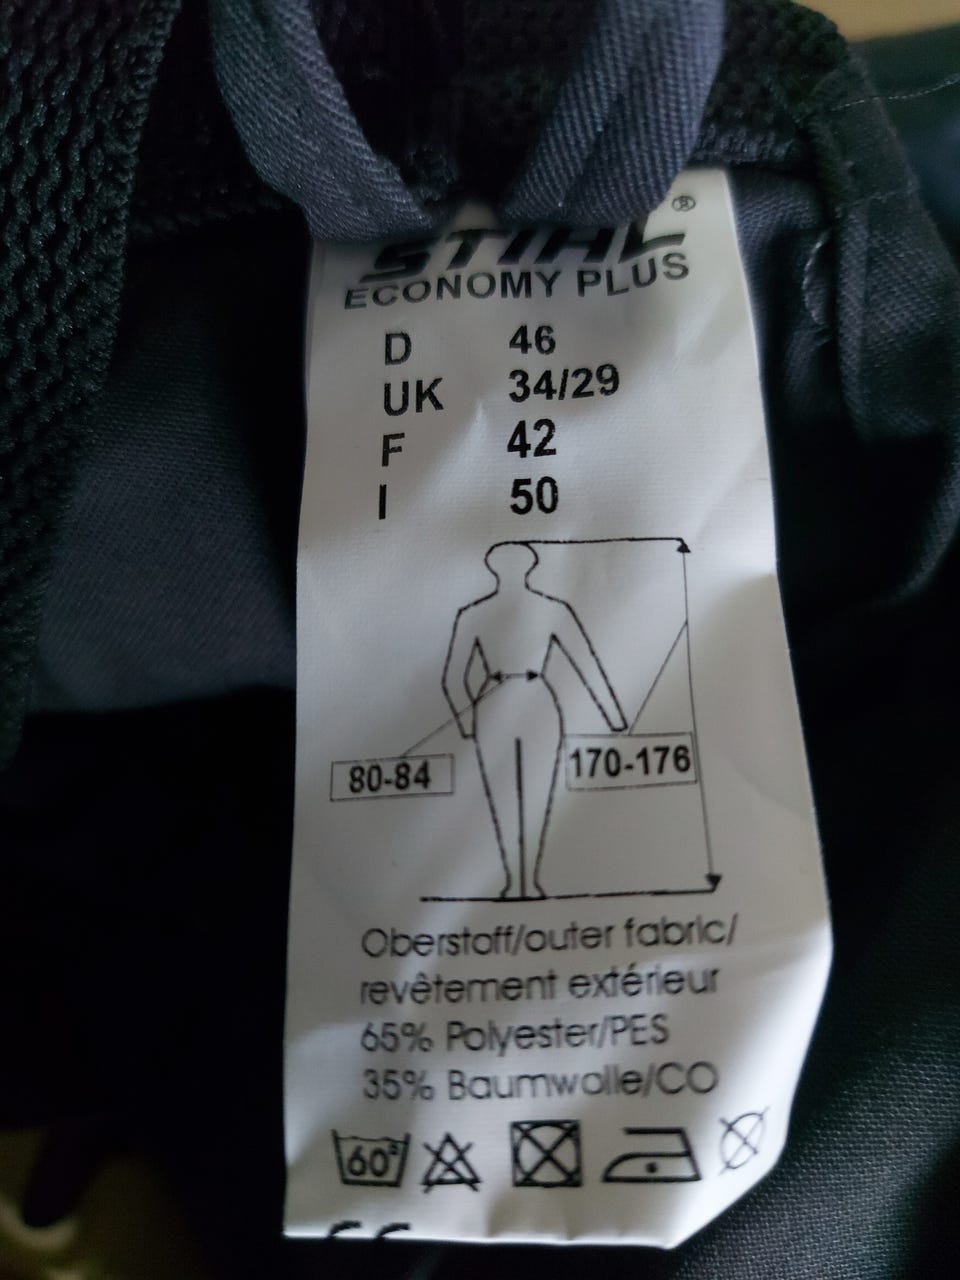 STIHL®
ECONOMY PLUS
D 46
UK 34/29
F 42
I 50
80-84
170-176
Oberstoff/outer fabric/
revêtement extérieur
65% Polyester/PES
35% Baumwolle/CO
60°